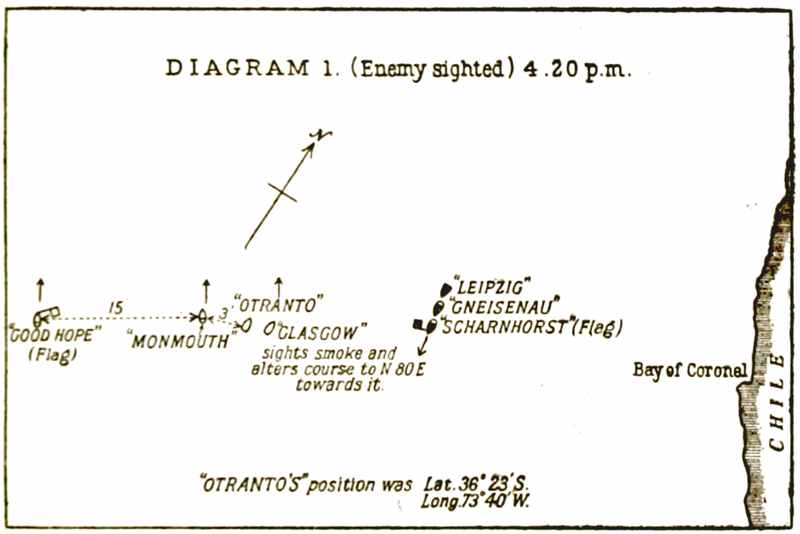 DIAGRAM 1. (Enemy sighted) 4.20 p.m.
N
15
3
"OTRANTO"
"LEIPZIG"
"GNEISENAU"
"SCHARNHORST" (Flag)
"GOOD HOPE"
(Flag)
"MONMOUTH"
"GLASGOW"
sights smoke and
alters course to N 80 E
towards it.
Bay of Coronel
CHILE
"OTRANTO'S" position was Lat. 36° 23' S.
Long. 73° 40' W.